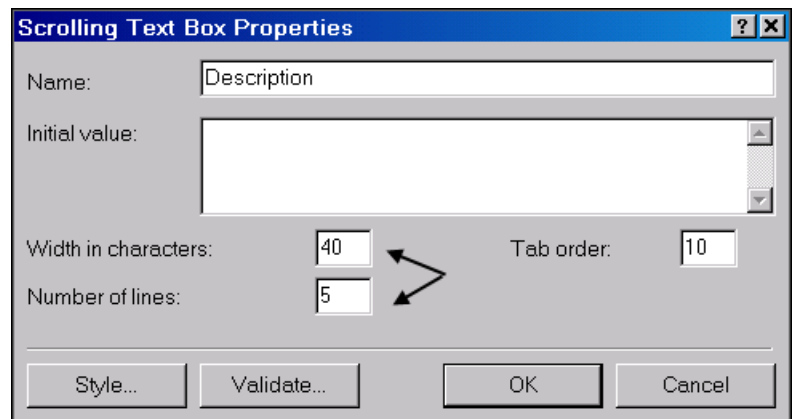 Scrolling Text Box Properties
Name: Description
Initial value:
Width in characters: 40 Tab order: 10
Number of lines: 5
Style... Validate... OK Cancel